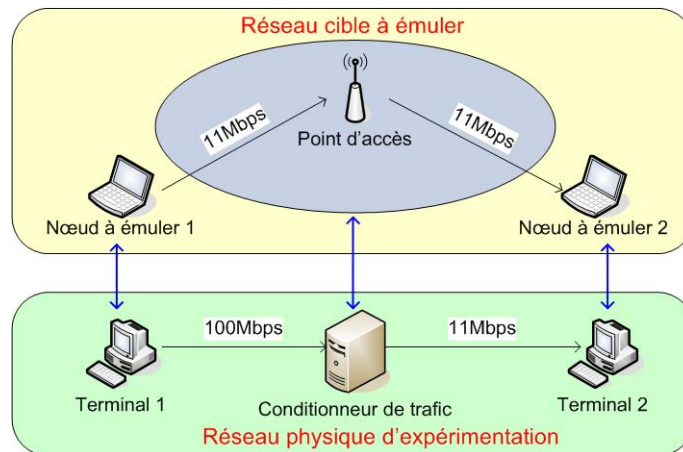 Réseau cible à émuler
11Mbps
11Mbps
Point d'accès
Nœud à émuler 1
Nœud à émuler 2
100Mbps
11Mbps
Terminal 1
Conditionneur de trafic
Terminal 2
Réseau physique d'expérimentation